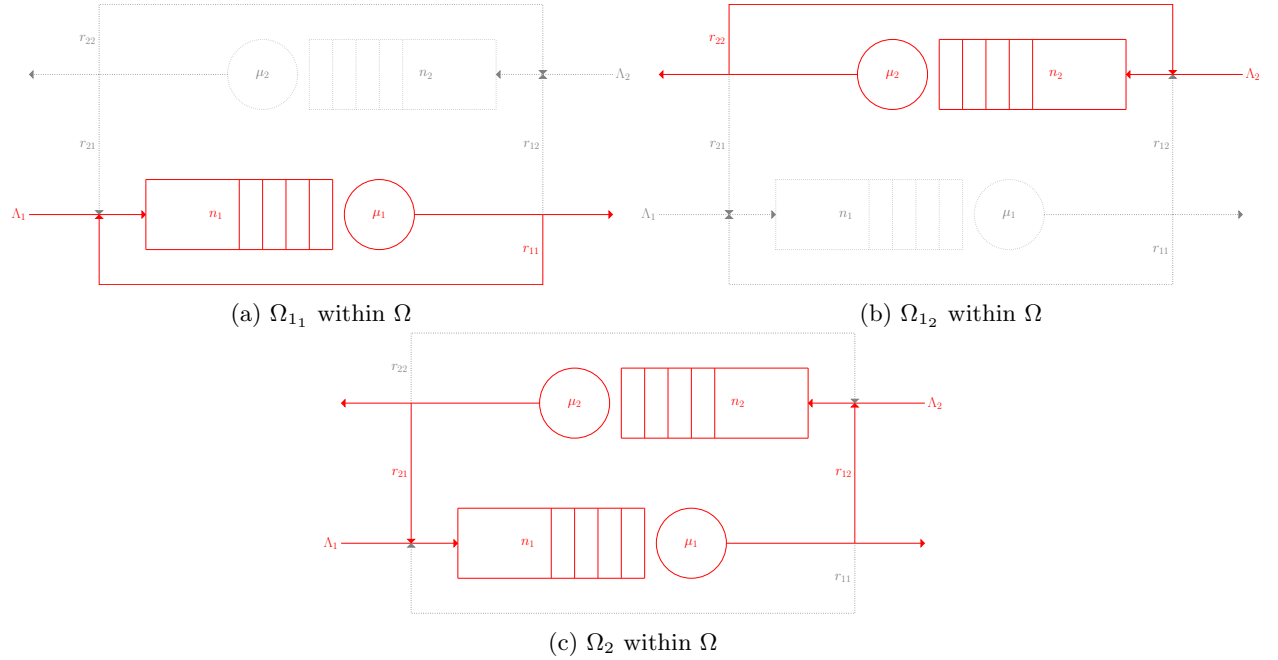 r₂₂
μ₂ n₂ Λ₂
r₂₁ r₁₂
Λ₁ n₁ μ₁
r₁₁
(a) Ω₁₁ within Ω
r₂₂
μ₂ n₂ Λ₂
r₂₁ r₁₂
Λ₁ n₁ μ₁
r₁₁
(b) Ω₁₂ within Ω
r₂₂
μ₂ n₂ Λ₂
r₂₁ r₁₂
Λ₁ n₁ μ₁
r₁₁
(c) Ω₂ within Ω